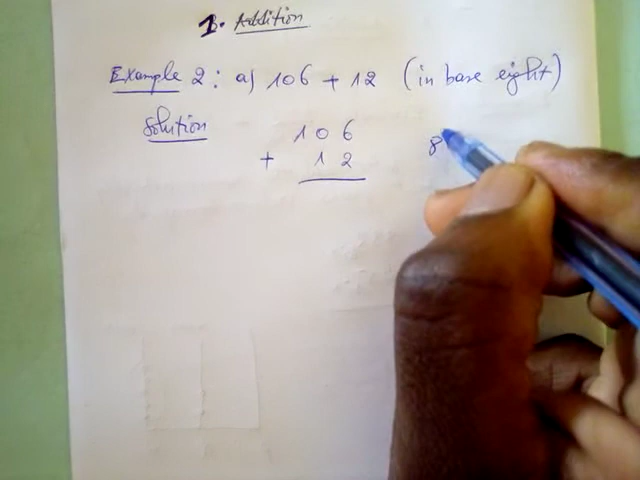 1. Addition
Example 2: a) 106 + 12 (in base eight)
Solution
106
+ 12
8